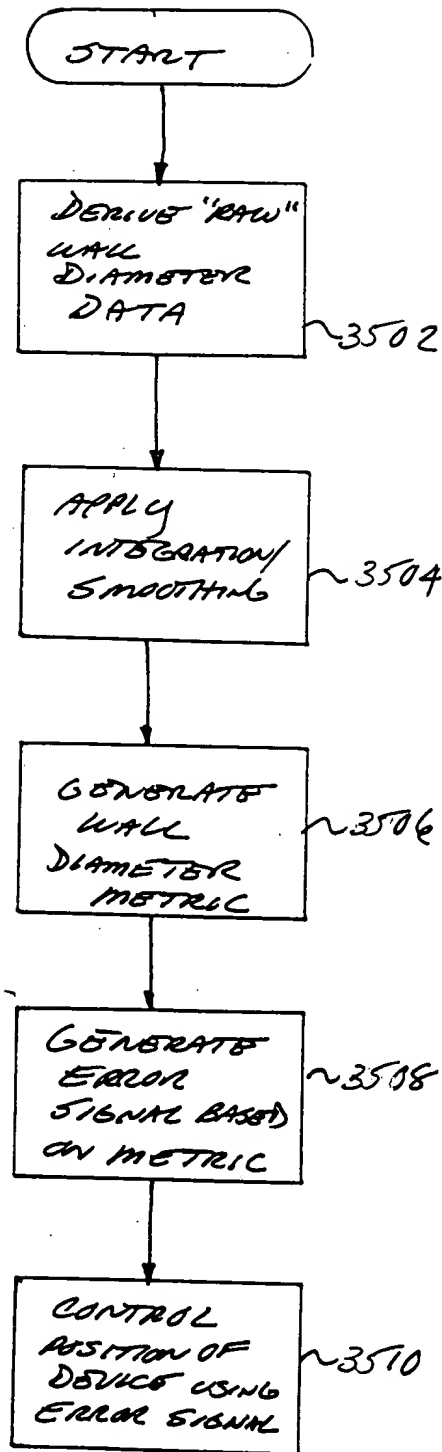 START
DERIVE "RAW"
WALL
DIAMETER
DATA
~3502
APPLY
INTEGRATION/
SMOOTHING
~3504
GENERATE
WALL
DIAMETER
METRIC
~3506
GENERATE
ERROR
SIGNAL BASED
ON METRIC
~3508
CONTROL
POSITION OF
DEVICE USING
ERROR SIGNAL
~3510